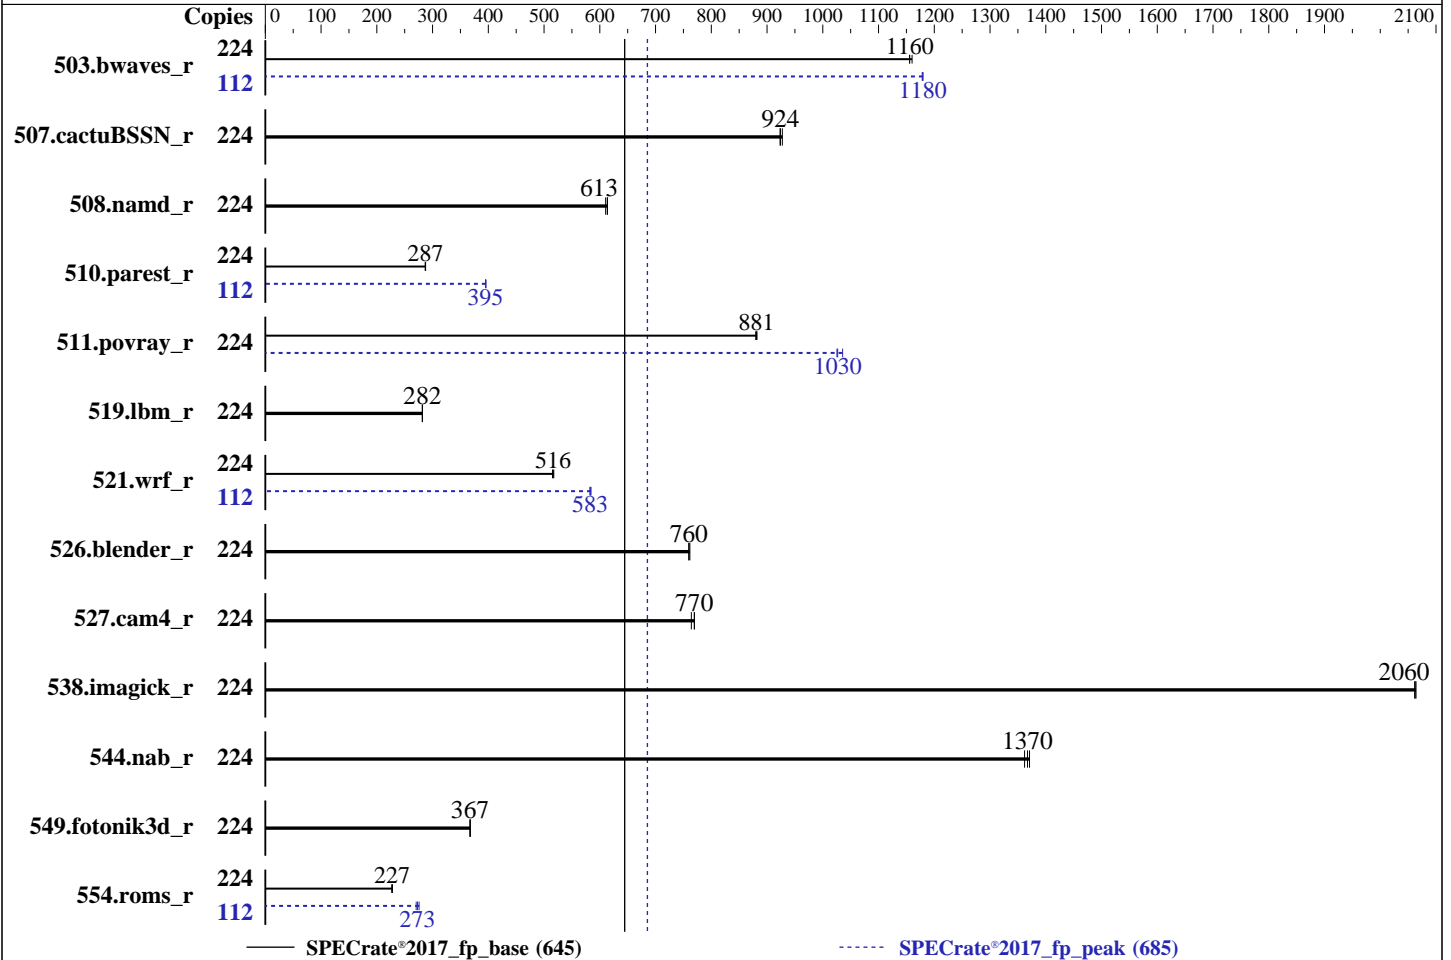 Copies 0 100 200 300 400 500 600 700 800 900 1000 1100 1200 1300 1400 1500 1600 1700 1800 1900 2100
503.bwaves_r 224 1160
112 1180
507.cactuBSSN_r 224 924
508.namd_r 224 613
510.parest_r 224 287
112 395
511.povray_r 224 881
1030
519.lbm_r 224 282
521.wrf_r 224 516
112 583
526.blender_r 224 760
527.cam4_r 224 770
538.imagick_r 224 2060
544.nab_r 224 1370
549.fotonik3d_r 224 367
554.roms_r 224 227
112 273
SPECrate®2017_fp_base (645) SPECrate®2017_fp_peak (685)